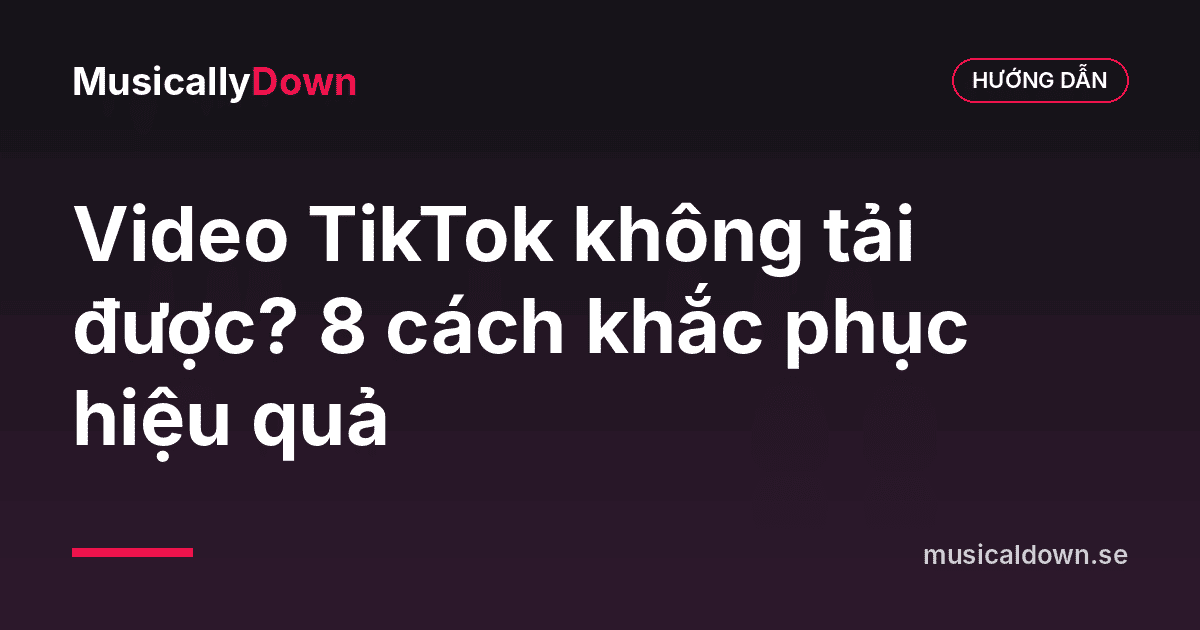 MusicallyDown
HƯỚNG DẪN
Video TikTok không tải
được? 8 cách khắc phục
hiệu quả
musicaldown.se